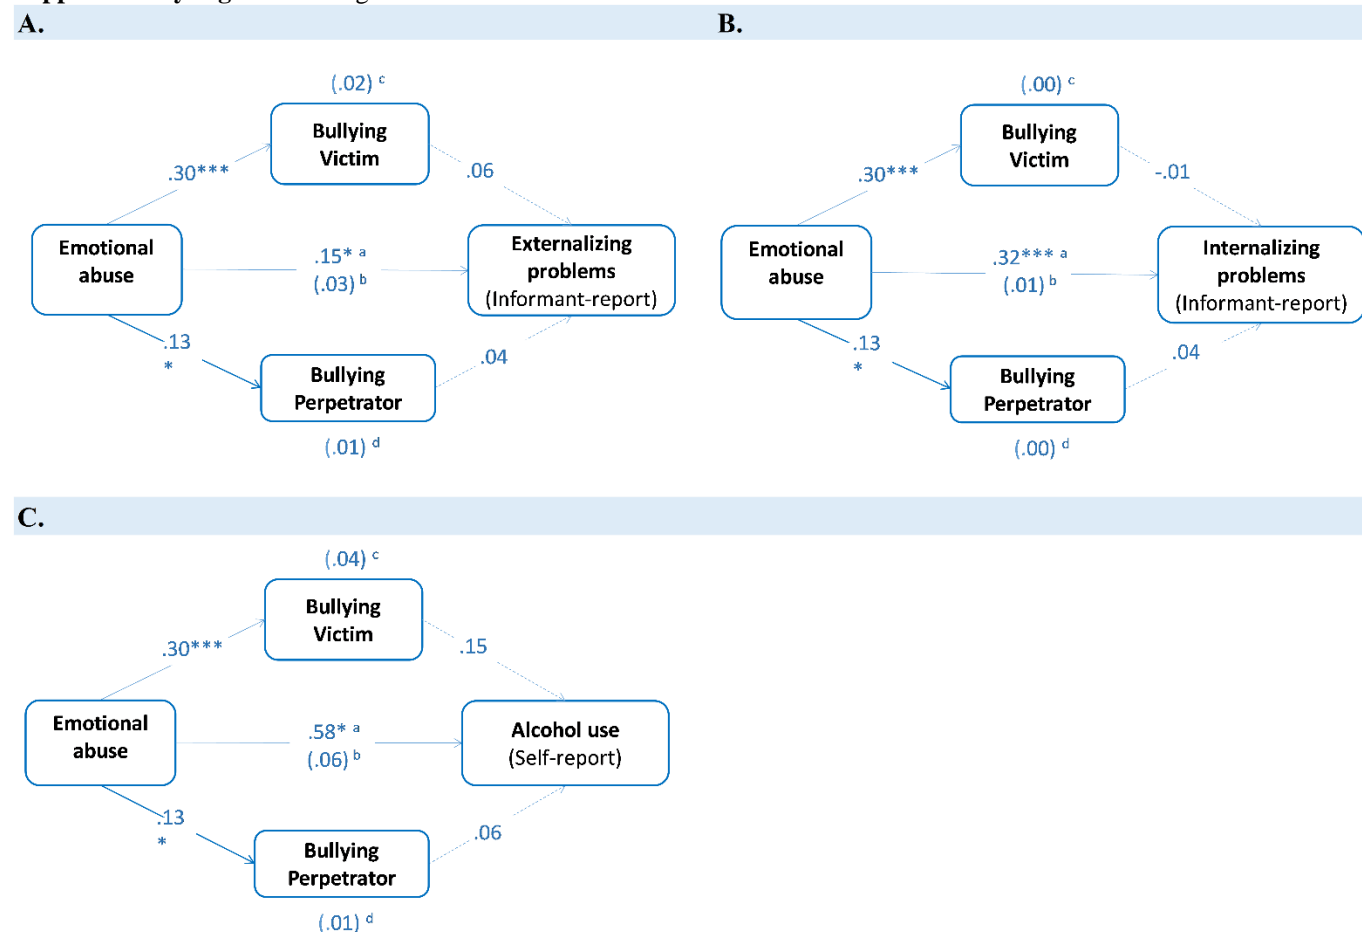 A.
B.
(.02) c
Bullying
Victim
.30***
.06
Emotional
abuse
.15* a
(.03) b
Externalizing
problems
(Informant-report)
.13
*
.04
Bullying
Perpetrator
(.01) d
(.00) c
Bullying
Victim
.30***
-.01
Emotional
abuse
.32*** a
(.01) b
Internalizing
problems
(Informant-report)
.13
*
.04
Bullying
Perpetrator
(.00) d
C.
(.04) c
Bullying
Victim
.30***
.15
Emotional
abuse
.58* a
(.06) b
Alcohol use
(Self-report)
.13
*
.06
Bullying
Perpetrator
(.01) d